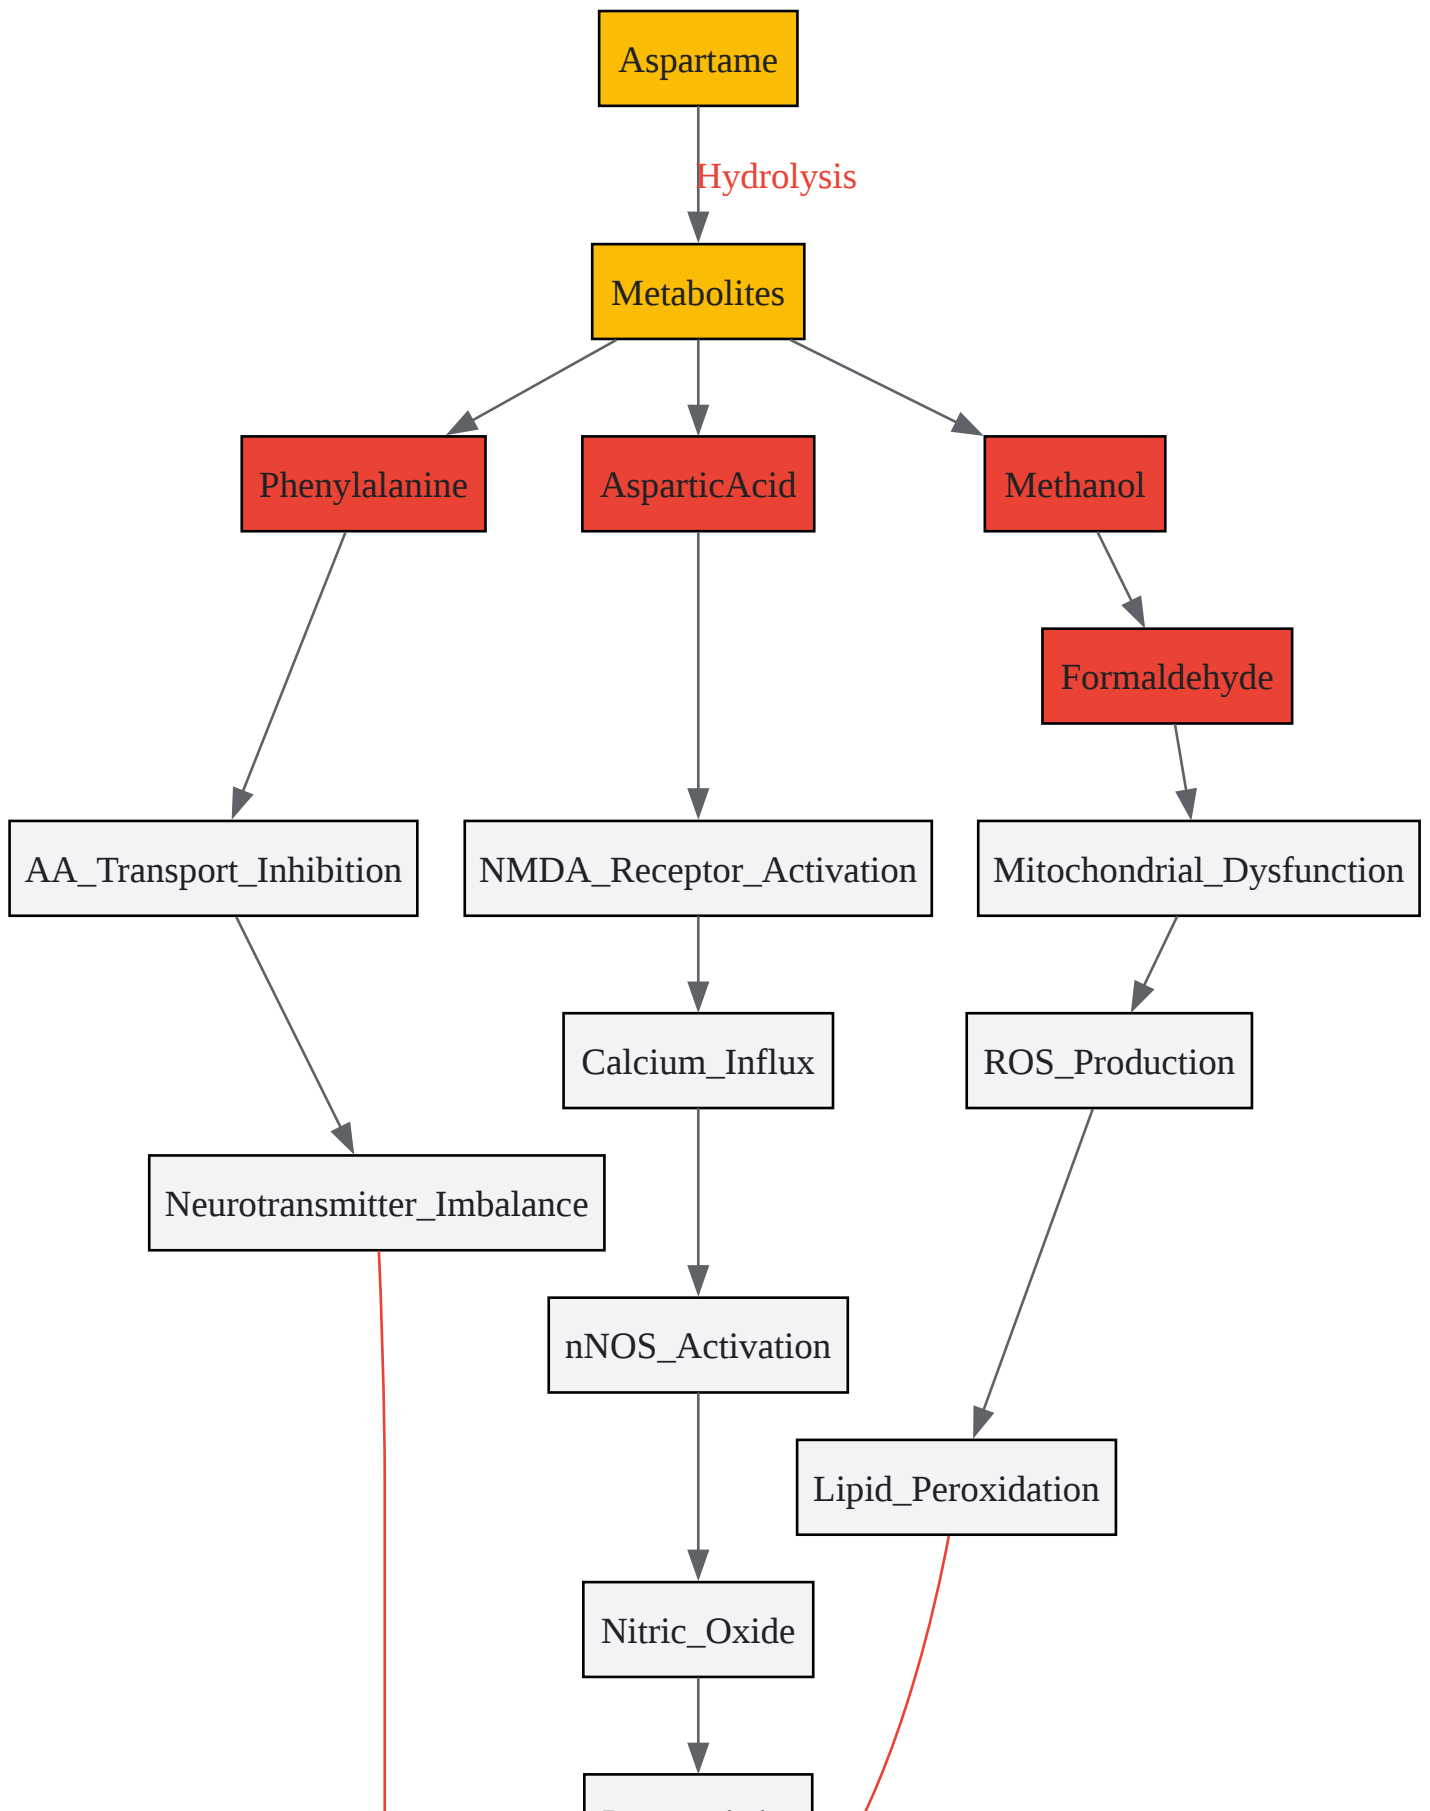 Aspartame
Hydrolysis
Metabolites
Phenylalanine
AsparticAcid
Methanol
Formaldehyde
AA_Transport_Inhibition
NMDA_Receptor_Activation
Mitochondrial_Dysfunction
Calcium_Influx
ROS_Production
Neurotransmitter_Imbalance
nNOS_Activation
Lipid_Peroxidation
Nitric_Oxide